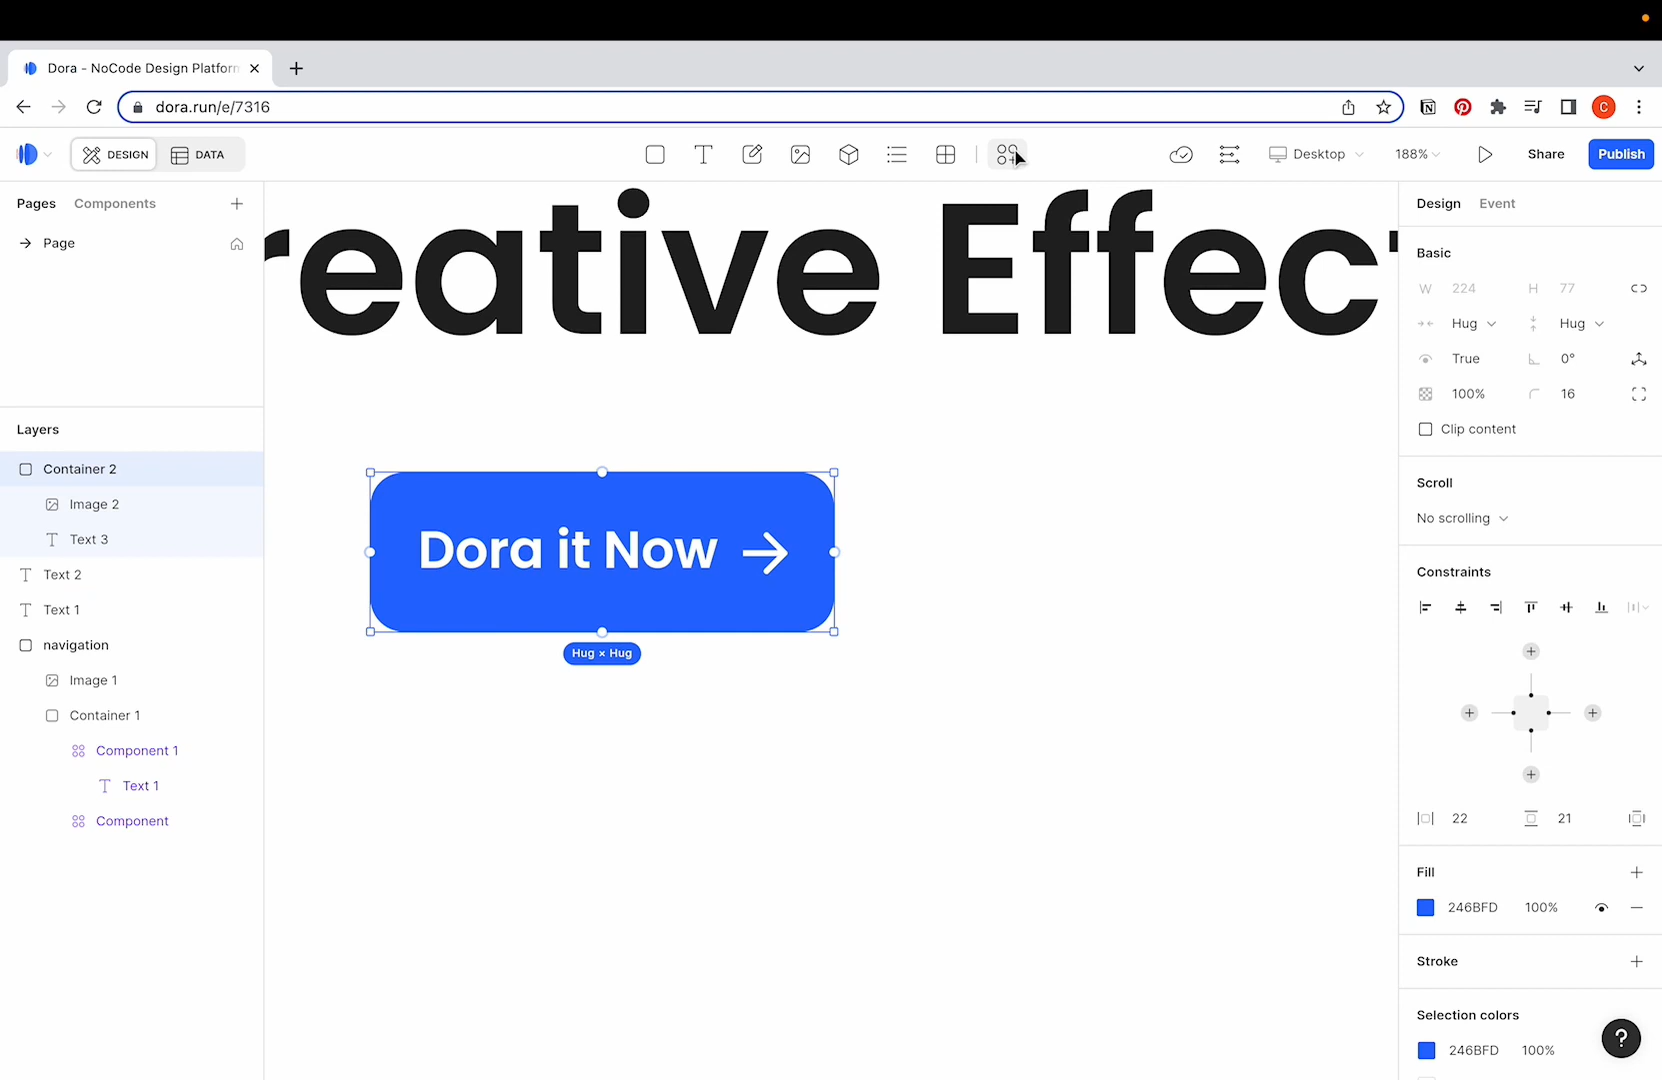 Dora - NoCode Design Platform
dora.run/e/7316
C
DESIGN
DATA
Desktop
188%
Share
Publish
Pages
Components
Page
Layers
Container 2
Image 2
Text 3
Text 2
Text 1
navigation
Image 1
Container 1
Component 1
Text 1
Component
reative Effect
Dora it Now →
Hug × Hug
Design
Event
Basic
W 224 H 77
Hug Hug
True 0°
100% 16
Clip content
Scroll
No scrolling
Constraints
22 21
Fill
246BFD 100%
Stroke
Selection colors
246BFD 100%
?